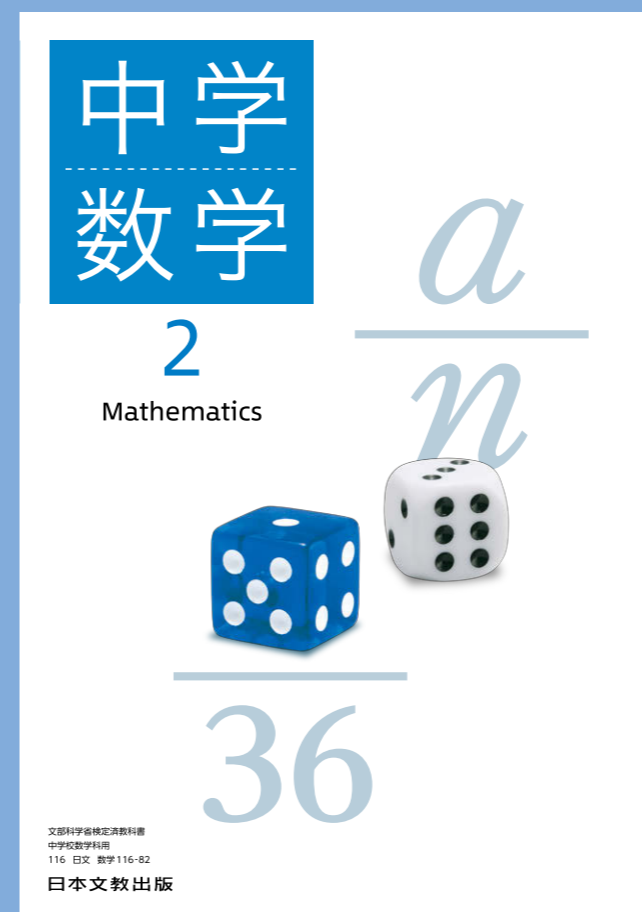 中学
数学
2
Mathematics
a
n
36
文部科学省検定済教科書
中学校数学科用
116 日文 数学116-82
日本文教出版